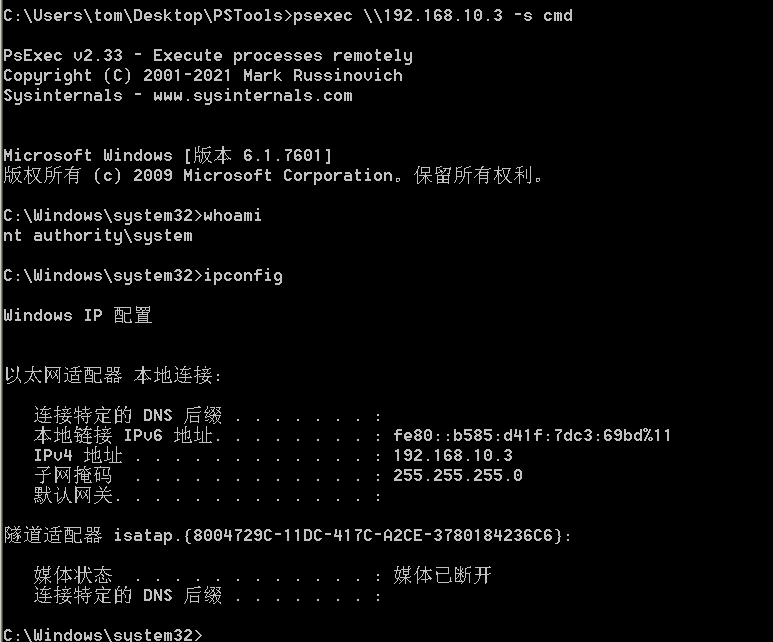 C:\Users\tom\Desktop\PSTools>psexec \\192.168.10.3 -s cmd
PsExec v2.33 - Execute processes remotely
Copyright (C) 2001-2021 Mark Russinovich
Sysinternals - www.sysinternals.com
Microsoft Windows [版本 6.1.7601]
版权所有 (c) 2009 Microsoft Corporation。保留所有权利。
C:\Windows\system32>whoami
nt authority\system
C:\Windows\system32>ipconfig
Windows IP 配置
以太网适配器 本地连接:
连接特定的 DNS 后缀 . . . . . . . :
本地链接 IPv6 地址. . . . . . . . : fe80::b585:d41f:7dc3:69bd%11
IPv4 地址 . . . . . . . . . . . . : 192.168.10.3
子网掩码  . . . . . . . . . . . . : 255.255.255.0
默认网关. . . . . . . . . . . . . :
隧道适配器 isatap.{8004729C-11DC-417C-A2CE-3780184236C6}:
媒体状态  . . . . . . . . . . . . : 媒体已断开
连接特定的 DNS 后缀 . . . . . . . :
C:\Windows\system32>